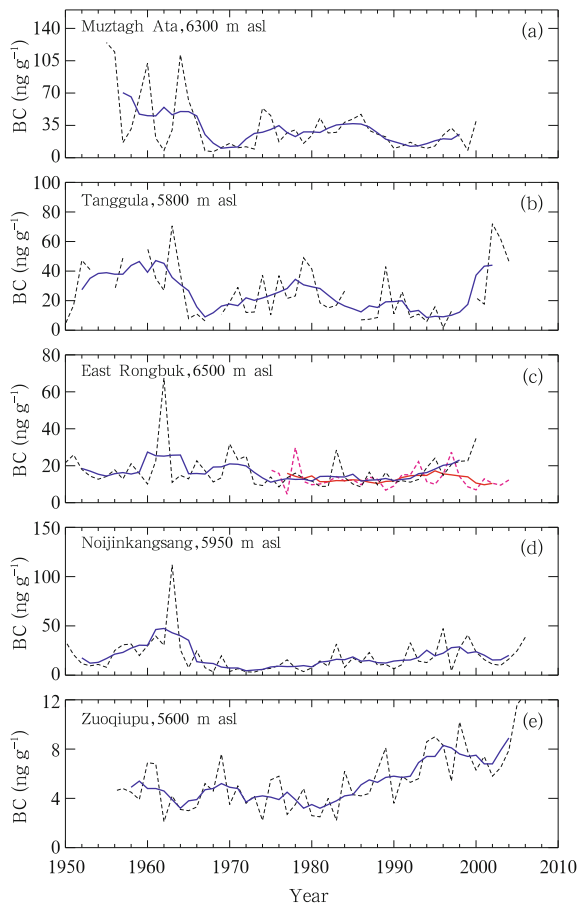 Muztagh Ata,6300 m asl
(a)
BC (ng g⁻¹)
140
105
70
35
0
Tanggula,5800 m asl
(b)
BC (ng g⁻¹)
100
80
60
40
20
0
East Rongbuk,6500 m asl
(c)
BC (ng g⁻¹)
80
60
40
20
0
Noijinkangsang,5950 m asl
(d)
BC (ng g⁻¹)
150
100
50
0
Zuoqiupu,5600 m asl
(e)
BC (ng g⁻¹)
12
8
4
0
1950 1960 1970 1980 1990 2000 2010
Year